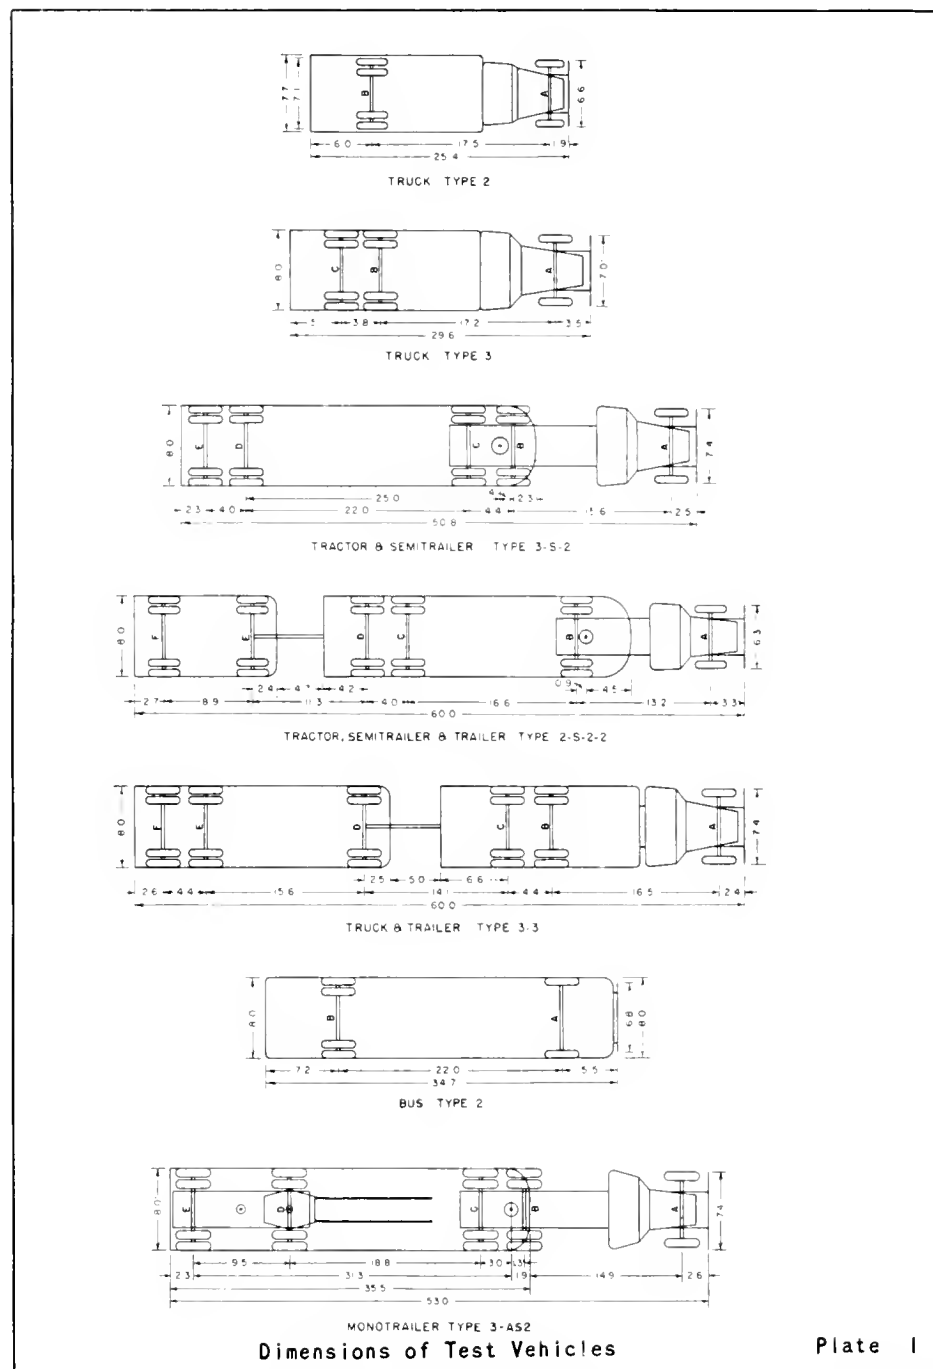 7.7
7.1
B
A
6.6
6.0 17.5 1.9
25.4
TRUCK TYPE 2
8.0
C
B
A
7.0
3.8 17.2 3.5
29.6
TRUCK TYPE 3
8.0
E
D
C
B
A
7.4
25.0 2.3
2.3 4.0 22.0 4.4 2.5
50.8
TRACTOR & SEMITRAILER TYPE 3-S-2
8.0
F
E
D
C
B
A
6.3
2.4 4.2 0.9 4.5
2.7 8.9 11.3 4.0 16.6 13.2 3.3
60.0
TRACTOR, SEMITRAILER & TRAILER TYPE 2-S-2-2
8.0
F
E
D
C
B
A
7.4
2.5 5.0 6.6
2.6 4.4 15.6 14.1 4.4 16.5 2.4
60.0
TRUCK & TRAILER TYPE 3-3
8.0
B
A
6.8
8.0
7.2 22.0 5.5
34.7
BUS TYPE 2
8.0
E
D
C
B
A
7.4
9.5 18.8 3.0 1.3
2.3 31.3 1.9 14.9 2.6
35.5
53.0
MONOTRAILER TYPE 3-AS2
Dimensions of Test Vehicles
Plate I